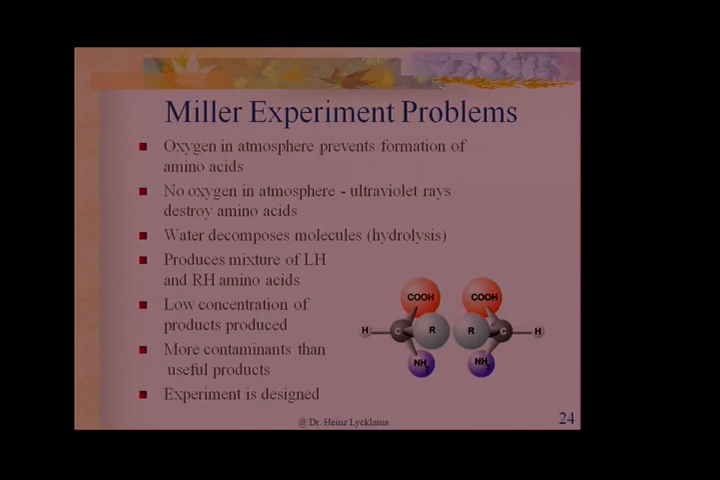 Miller Experiment Problems
Oxygen in atmosphere prevents formation of
amino acids
No oxygen in atmosphere - ultraviolet rays
destroy amino acids
Water decomposes molecules (hydrolysis)
Produces mixture of LH
and RH amino acids
Low concentration of
products produced
More contaminants than
useful products
Experiment is designed
COOH COOH
H C R R C H
NH2 NH2
@ Dr. Heinz Lycklama
24